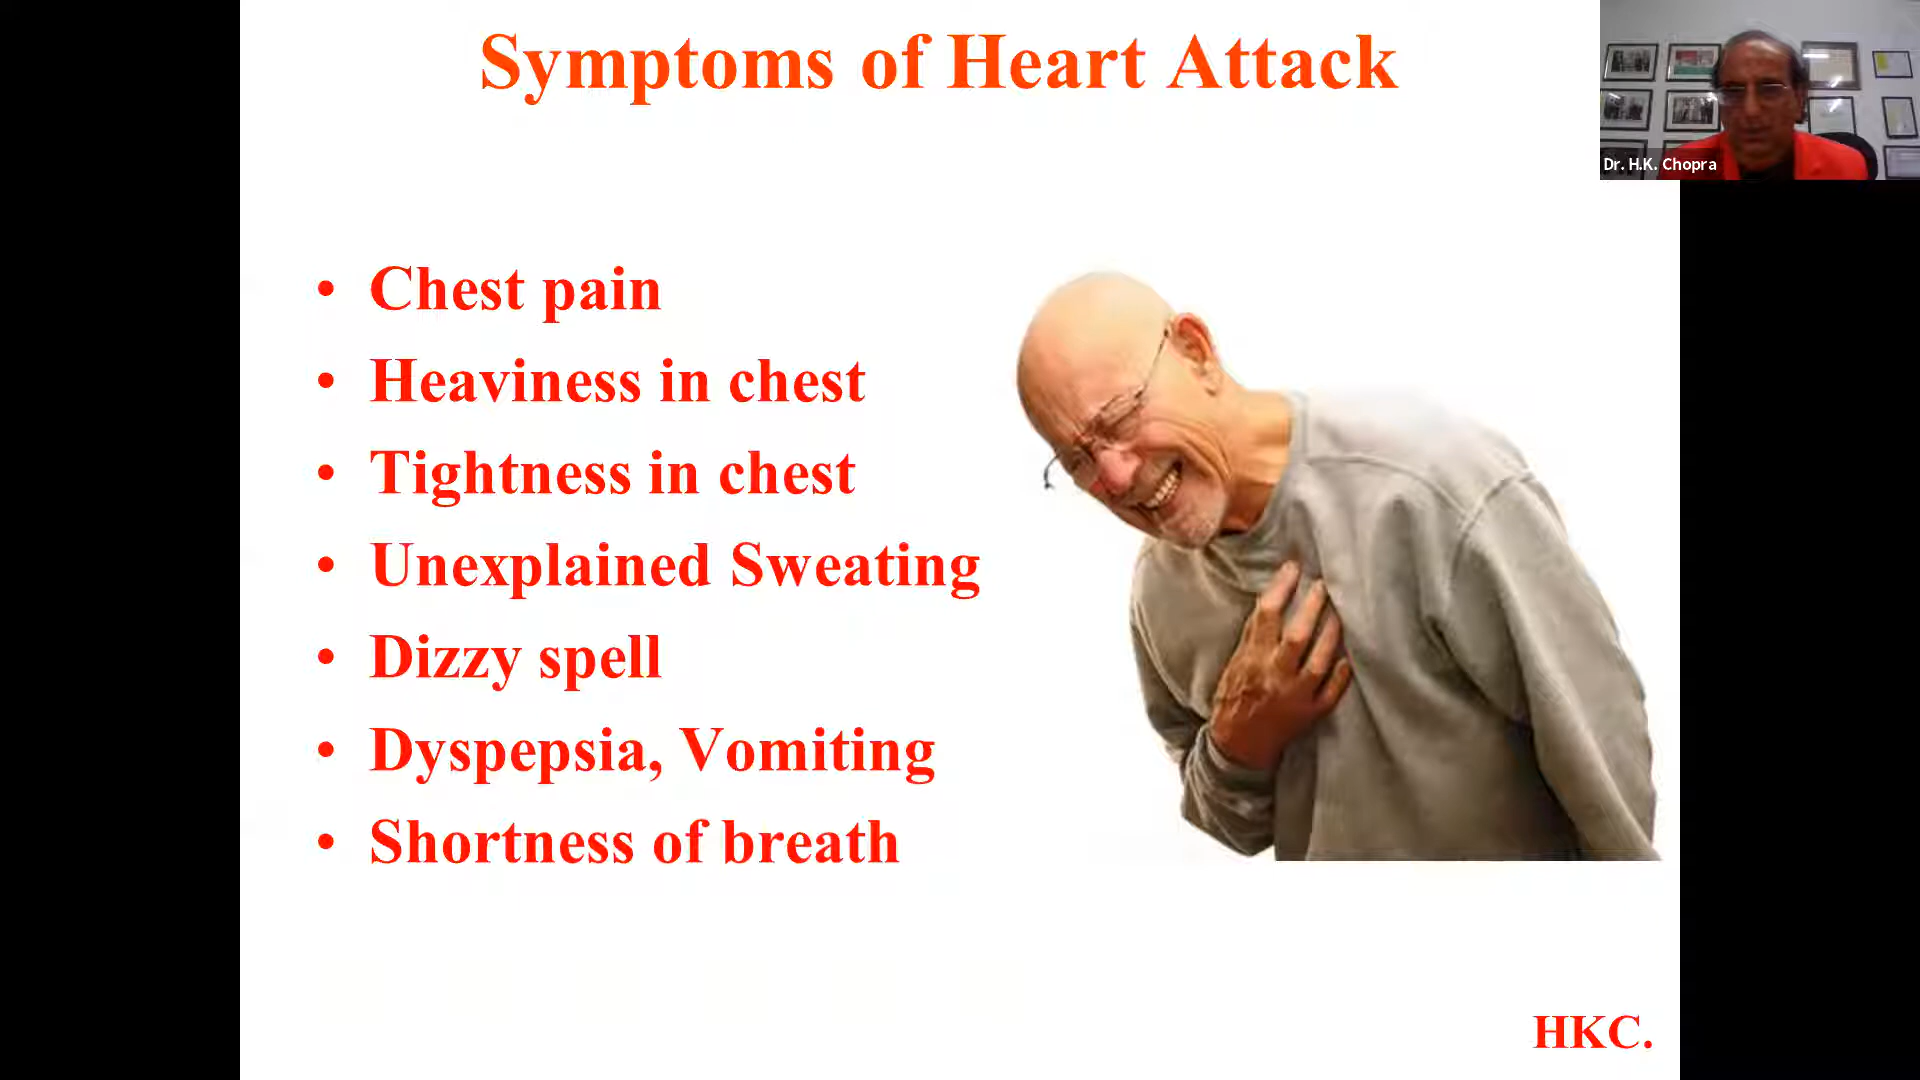 Symptoms of Heart Attack
Dr. H.K. Chopra
• Chest pain
• Heaviness in chest
• Tightness in chest
• Unexplained Sweating
• Dizzy spell
• Dyspepsia, Vomiting
• Shortness of breath
HKC.